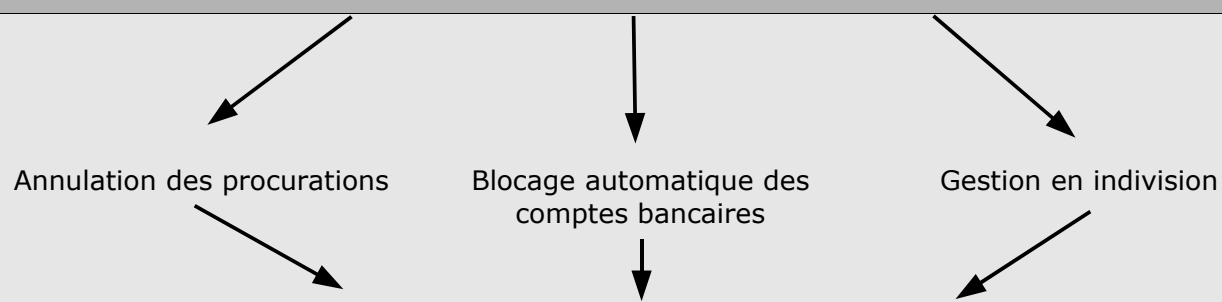 Annulation des procurations
Blocage automatique des
comptes bancaires
Gestion en indivision